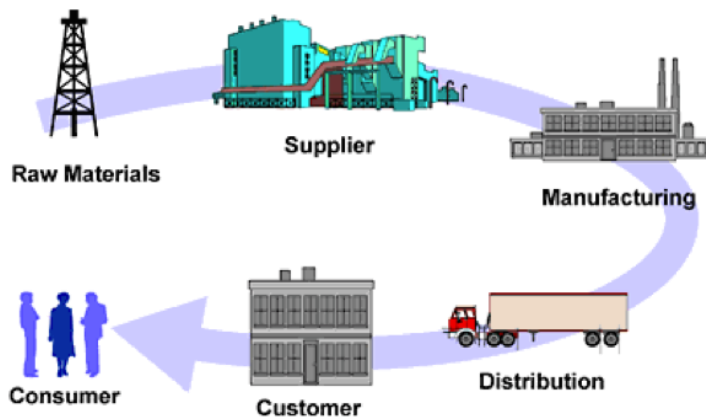 Raw Materials
Supplier
Manufacturing
Distribution
Customer
Consumer